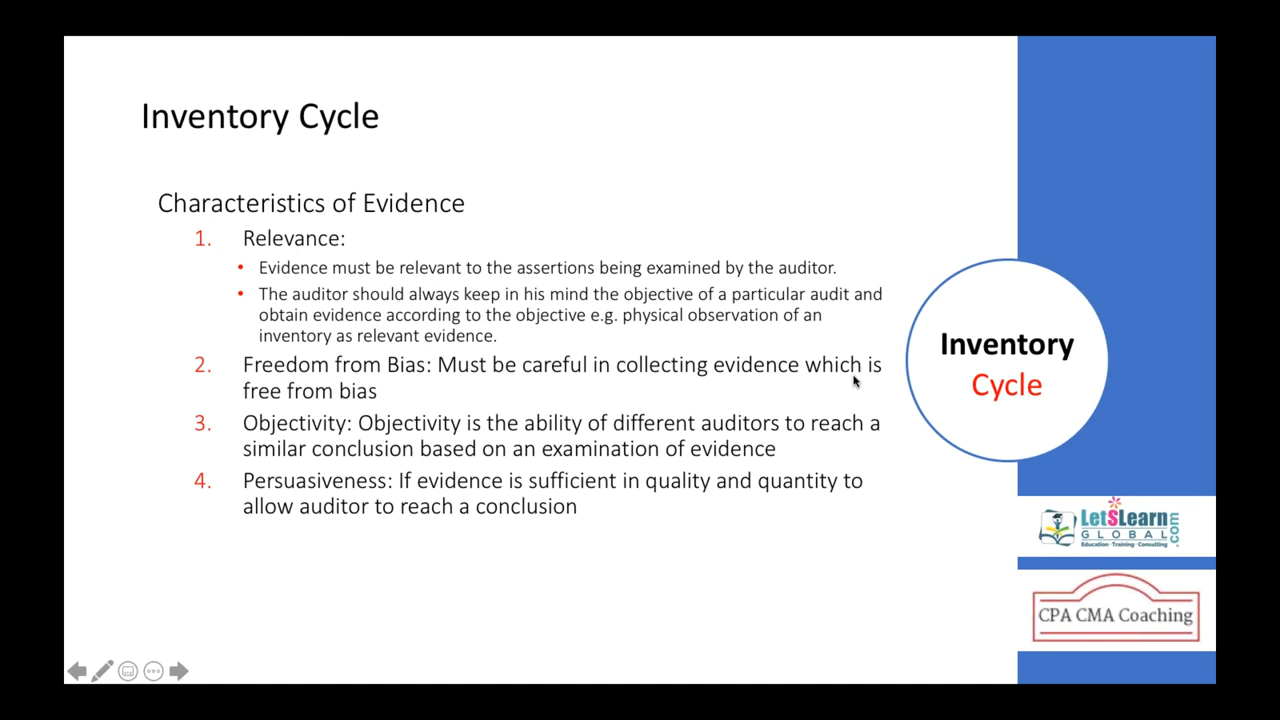 Inventory Cycle
Characteristics of Evidence
1. Relevance:
• Evidence must be relevant to the assertions being examined by the auditor.
• The auditor should always keep in his mind the objective of a particular audit and
obtain evidence according to the objective e.g. physical observation of an
inventory as relevant evidence.
2. Freedom from Bias: Must be careful in collecting evidence which is
free from bias
3. Objectivity: Objectivity is the ability of different auditors to reach a
similar conclusion based on an examination of evidence
4. Persuasiveness: If evidence is sufficient in quality and quantity to
allow auditor to reach a conclusion
Inventory
Cycle
LetSLearn
GLOBAL
.com
Education·Training·Consulting
CPA CMA Coaching